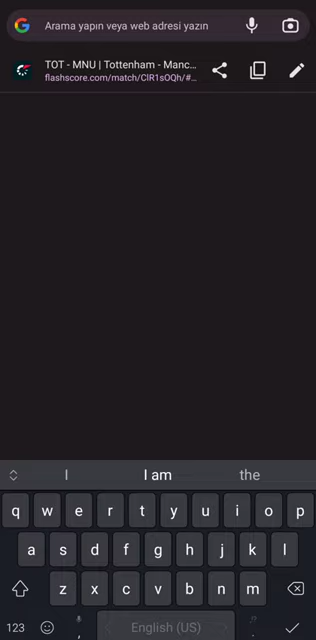 Arama yapın veya web adresi yazın
TOT - MNU | Tottenham - Manc...
flashscore.com/match/ClR1sOQh/#...
I
I am
the
q w e r t y u i o p
a s d f g h j k l
z x c v b n m
123
,
English (US)
.?